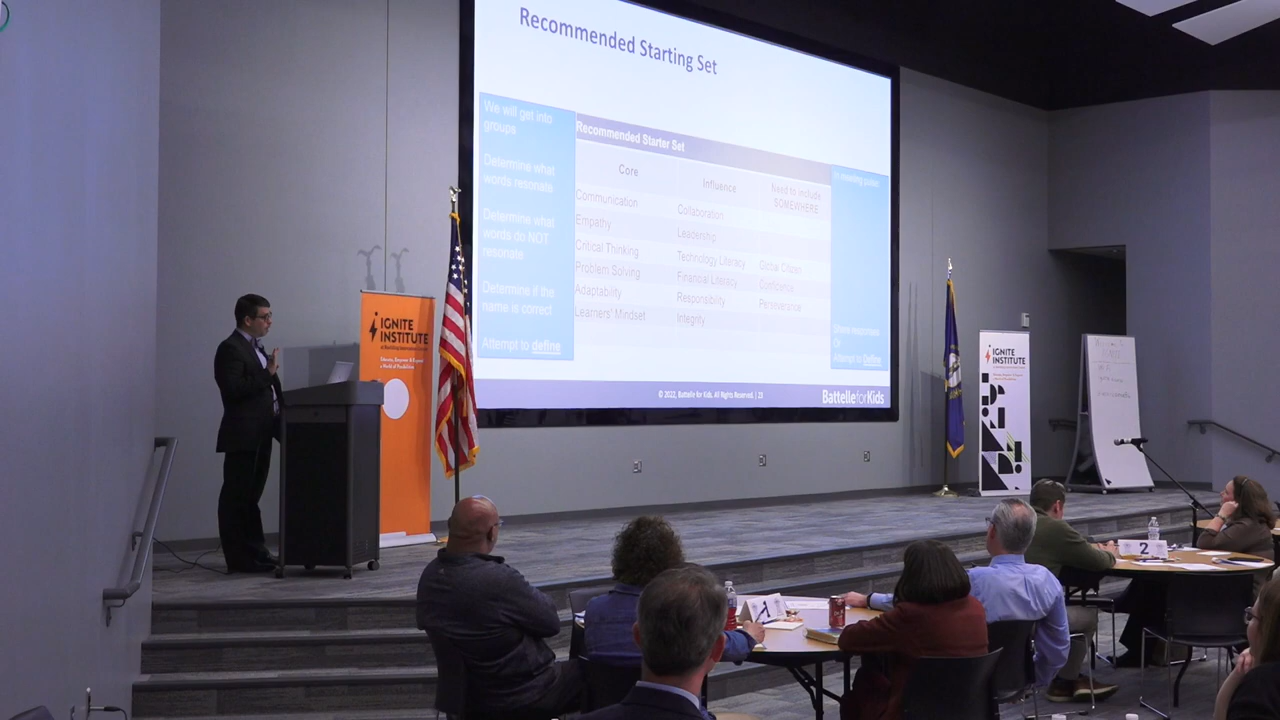 Recommended Starting Set
We will get into
groups
Determine what
words resonate
Determine what
words do NOT
resonate
Determine if the
name is correct
Attempt to define
Recommended Starter Set
Core
Influence
Need to include
SOMEWHERE
Communication
Collaboration
Empathy
Leadership
Critical Thinking
Technology Literacy
Global Citizen
Problem Solving
Financial Literacy
Confidence
Adaptability
Responsibility
Perseverance
Learners' Mindset
Integrity
Share responses
Or
Attempt to Define
© 2022, Battelle for Kids. All Rights Reserved. | 23
BattelleforKids
IGNITE
INSTITUTE
IGNITE
INSTITUTE
1
2